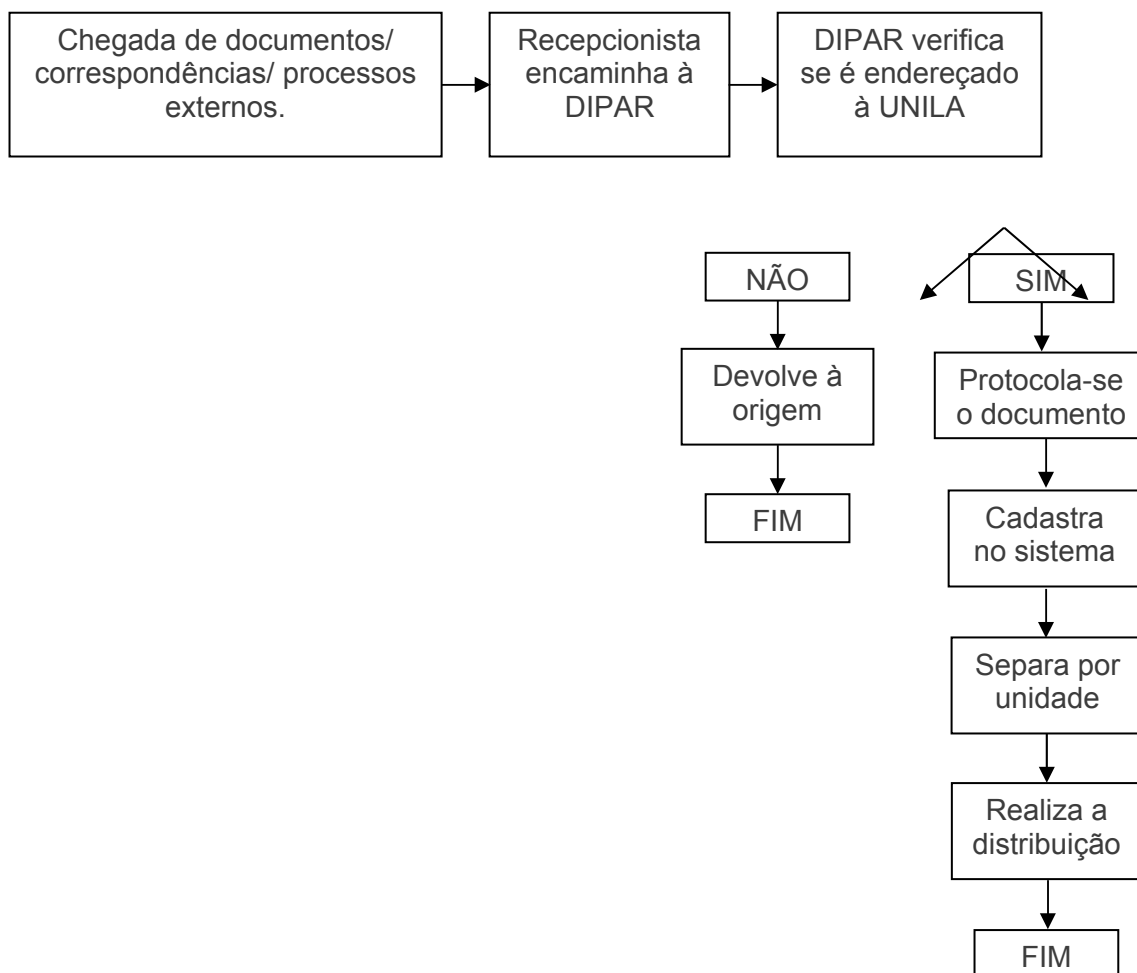 Chegada de documentos/
correspondências/ processos
externos.
Recepcionista
encaminha à
DIPAR
DIPAR verifica
se é endereçado
à UNILA
NÃO
Devolve à
origem
FIM
SIM
Protocola-se
o documento
Cadastra
no sistema
Separa por
unidade
Realiza a
distribuição
FIM